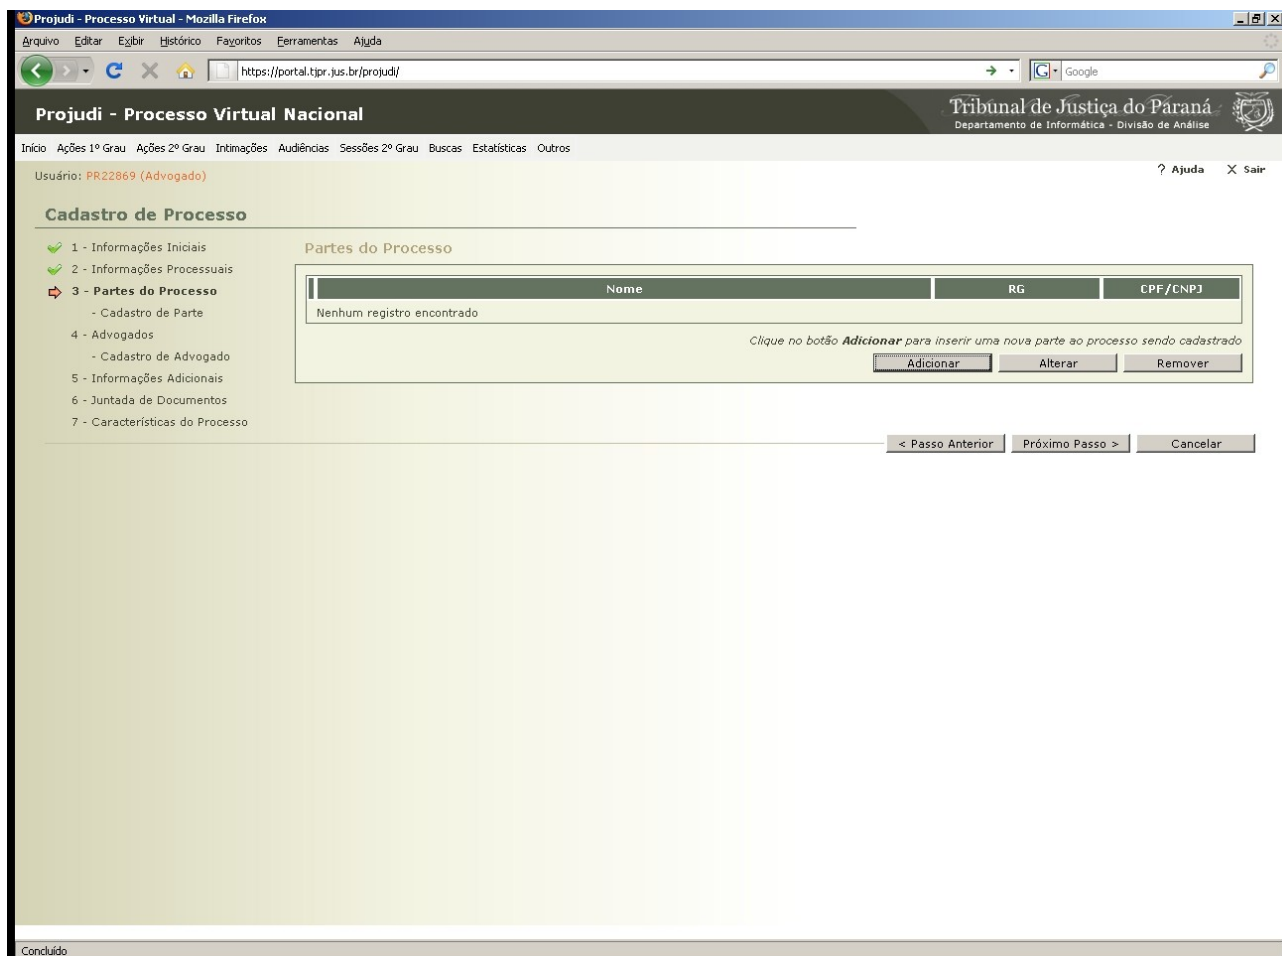 Projudi - Processo Virtual - Mozilla Firefox
Arquivo Editar Exibir Histórico Favoritos Ferramentas Ajuda
https://portal.tjpr.jus.br/projudi/
G Google
Projudi - Processo Virtual Nacional
Tribunal de Justiça do Paraná
Departamento de Informática - Divisão de Análise
Início Ações 1º Grau Ações 2º Grau Intimações Audiências Sessões 2º Grau Buscas Estatísticas Outros
Usuário: PR22869 (Advogado)
? Ajuda X Sair
Cadastro de Processo
1 - Informações Iniciais
2 - Informações Processuais
3 - Partes do Processo
- Cadastro de Parte
4 - Advogados
- Cadastro de Advogado
5 - Informações Adicionais
6 - Juntada de Documentos
7 - Características do Processo
Partes do Processo
Nome RG CPF/CNPJ
Nenhum registro encontrado
Clique no botão Adicionar para inserir uma nova parte ao processo sendo cadastrado
Adicionar Alterar Remover
< Passo Anterior Próximo Passo > Cancelar
Concluído